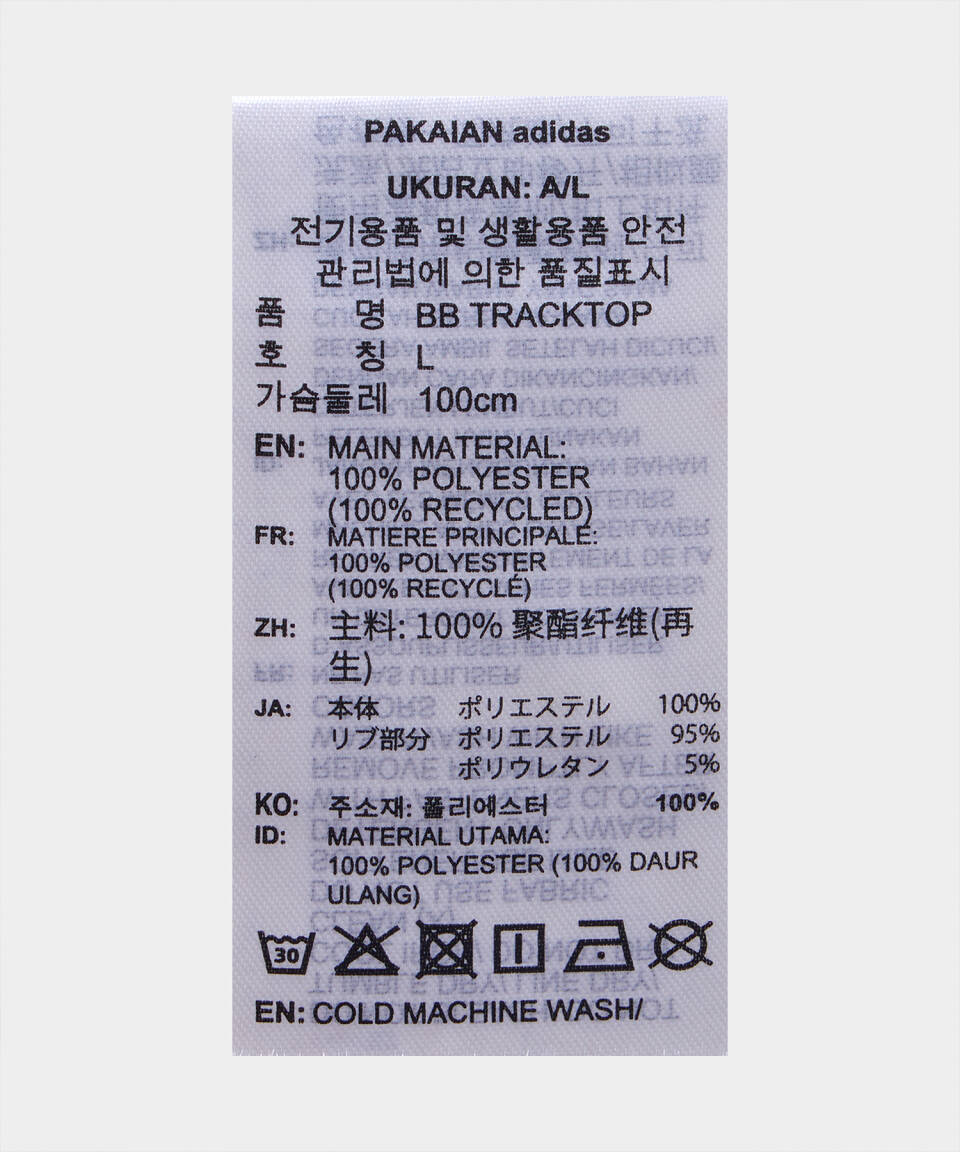 PAKAIAN adidas
UKURAN: A/L
전기용품 및 생활용품 안전
관리법에 의한 품질표시
품 명 BB TRACKTOP
호 칭 L
가슴둘레 100cm
EN: MAIN MATERIAL:
100% POLYESTER
(100% RECYCLED)
FR: MATIERE PRINCIPALE:
100% POLYESTER
(100% RECYCLÉ)
ZH: 主料: 100% 聚酯纤维(再
生)
JA: 本体 ポリエステル 100%
リブ部分 ポリエステル 95%
ポリウレタン 5%
KO: 주소재: 폴리에스터 100%
ID: MATERIAL UTAMA:
100% POLYESTER (100% DAUR
ULANG)
30
EN: COLD MACHINE WASH/